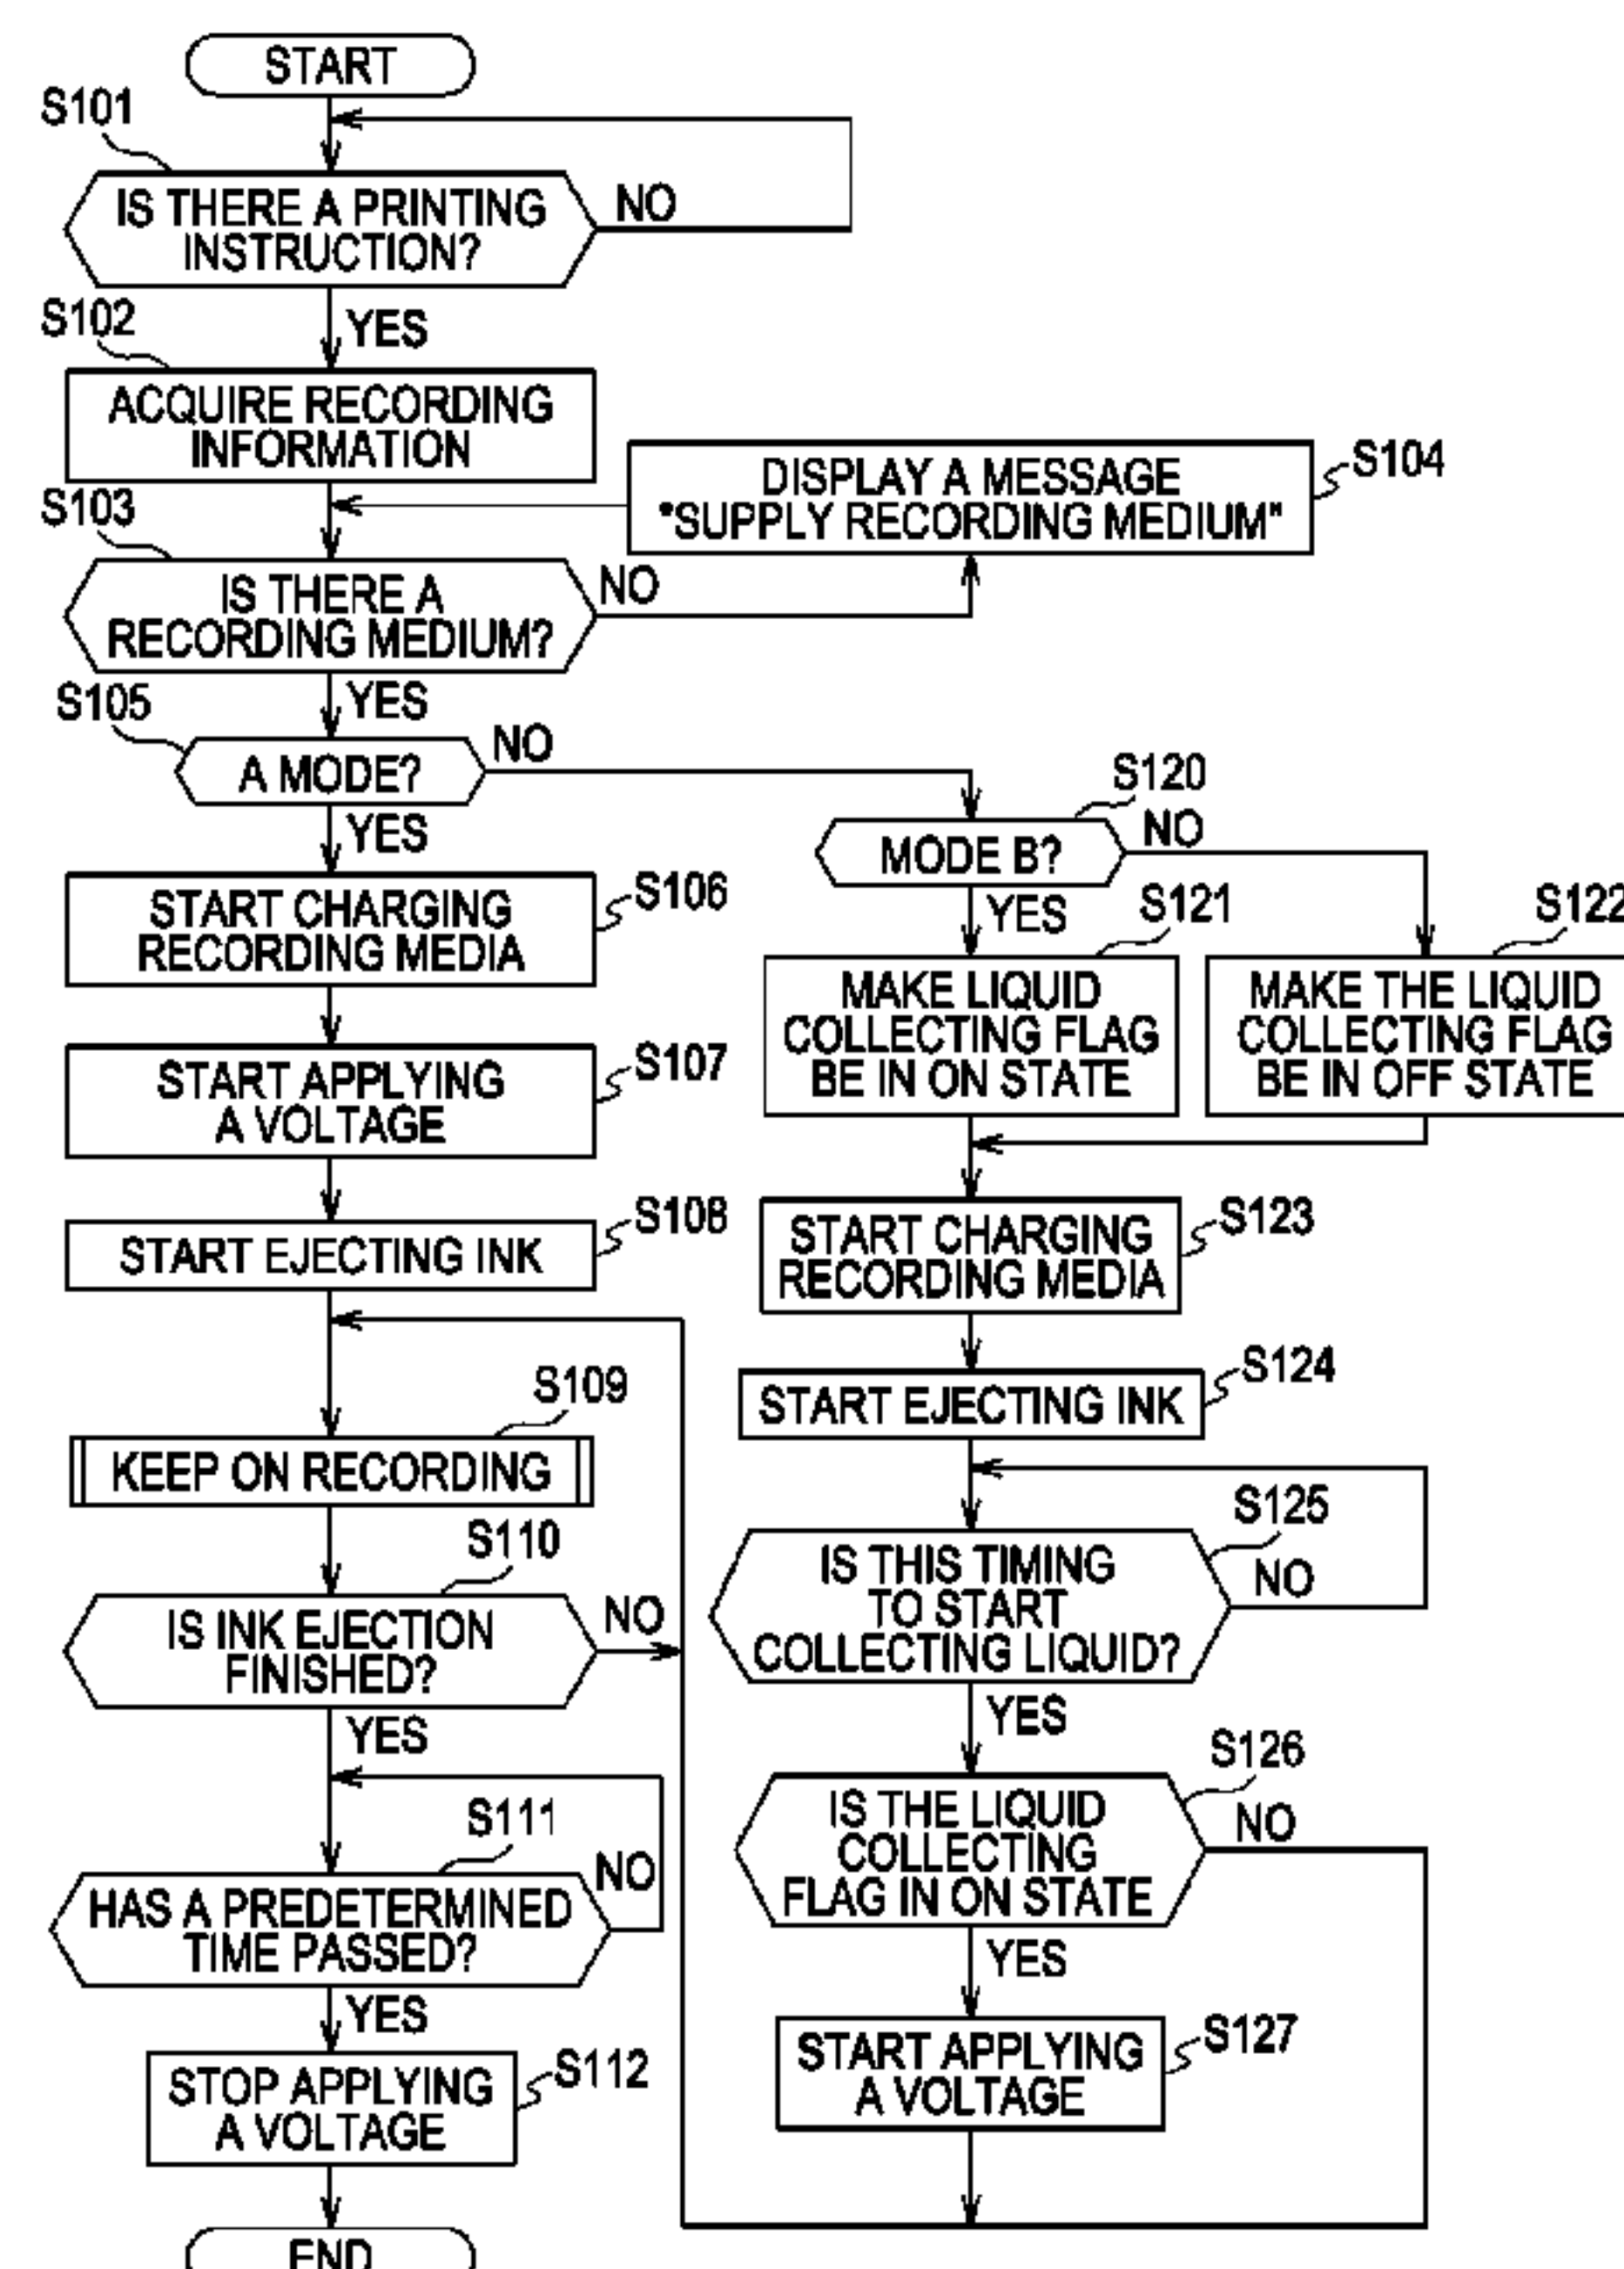 START
S101
IS THERE A PRINTING
INSTRUCTION?
NO
YES
S102
ACQUIRE RECORDING
INFORMATION
S104
DISPLAY A MESSAGE
"SUPPLY RECORDING MEDIUM"
S103
IS THERE A
RECORDING MEDIUM?
NO
YES
S105
A MODE?
NO
YES
S106
START CHARGING
RECORDING MEDIA
S107
START APPLYING
A VOLTAGE
S108
START EJECTING INK
S109
KEEP ON RECORDING
S110
IS INK EJECTION
FINISHED?
NO
YES
S111
HAS A PREDETERMINED
TIME PASSED?
NO
YES
S112
STOP APPLYING
A VOLTAGE
END
S120
MODE B?
NO
YES
S121
MAKE LIQUID
COLLECTING FLAG
BE IN ON STATE
S122
MAKE THE LIQUID
COLLECTING FLAG
BE IN OFF STATE
S123
START CHARGING
RECORDING MEDIA
S124
START EJECTING INK
S125
IS THIS TIMING
TO START
COLLECTING LIQUID?
NO
YES
S126
IS THE LIQUID
COLLECTING
FLAG IN ON STATE
NO
YES
S127
START APPLYING
A VOLTAGE